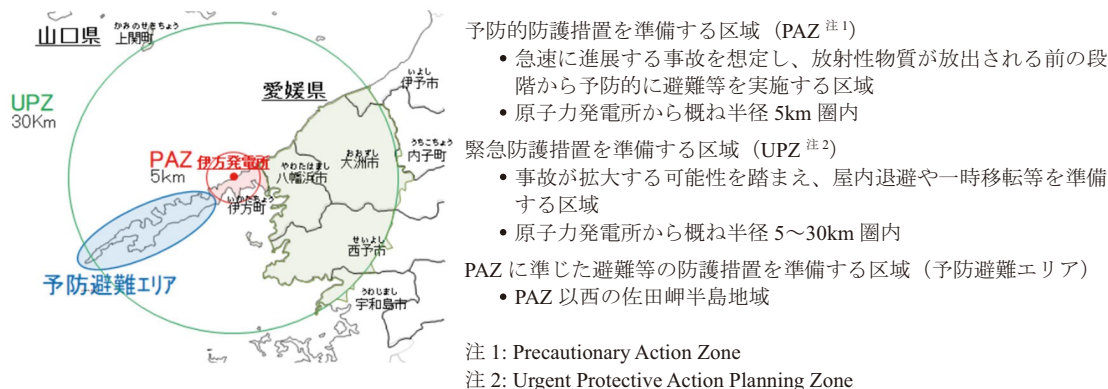 山口県
かみのせきちょう
上関町
UPZ
30Km
愛媛県
いよし
伊予市
うちこちょう
内子町
おおずし
大洲市
PAZ 伊方発電所
5km
やわたはまし
八幡浜市
いかたちょう
伊方町
せいよし
西予市
予防避難エリア
うわじまし
宇和島市
予防的防護措置を準備する区域（PAZ 注1）
• 急速に進展する事故を想定し、放射性物質が放出される前の段
階から予防的に避難等を実施する区域
• 原子力発電所から概ね半径 5km 圏内
緊急防護措置を準備する区域（UPZ 注2）
• 事故が拡大する可能性を踏まえ、屋内退避や一時移転等を準備
する区域
• 原子力発電所から概ね半径 5～30km 圏内
PAZ に準じた避難等の防護措置を準備する区域（予防避難エリア）
• PAZ 以西の佐田岬半島地域
注 1: Precautionary Action Zone
注 2: Urgent Protective Action Planning Zone